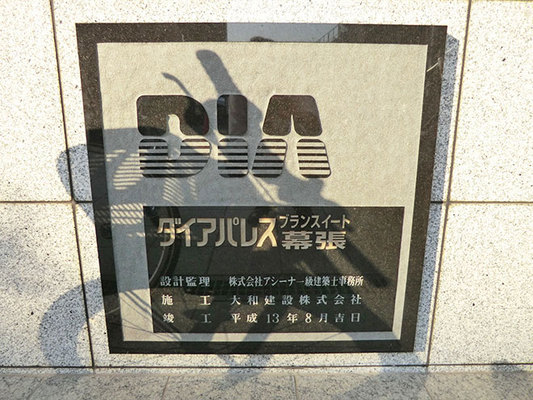 DIA
ダイアパレス
ブランスイート
幕張
設計監理 株式会社アシーナ一級建築士事務所
施 工 大和建設株式会社
竣 工 平成13年8月吉日